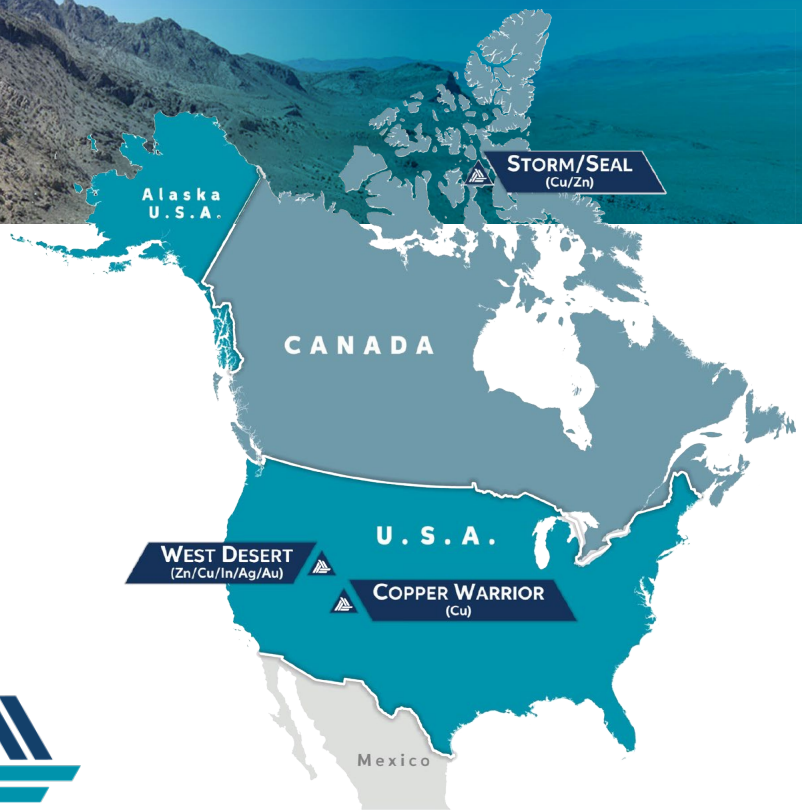 STORM/SEAL
(Cu/Zn)
Alaska
U.S.A.
CANADA
U.S.A.
WEST DESERT
(Zn/Cu/In/Ag/Au)
COPPER WARRIOR
(Cu)
Mexico